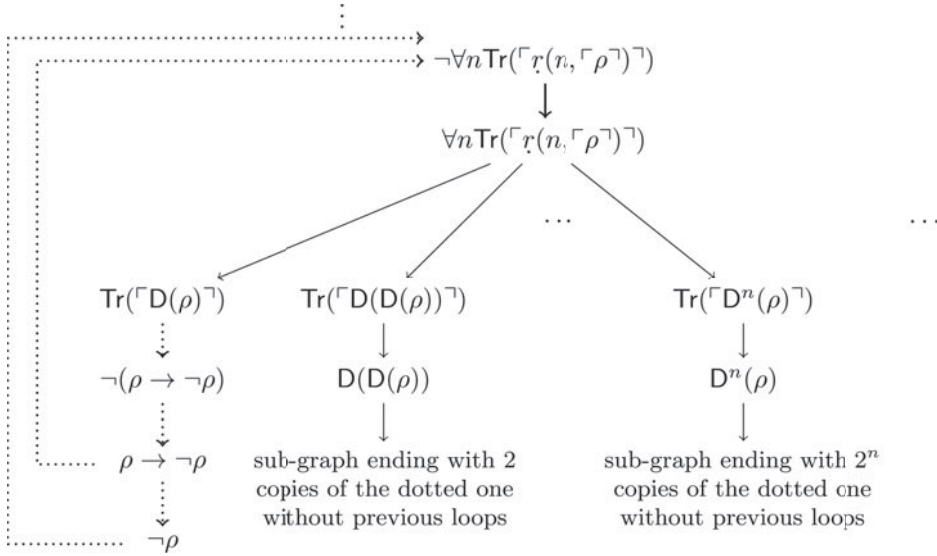 ⋮
¬∀nTr(⌜ṛ(n,⌜ρ⌝)⌝)
∀nTr(⌜ṛ(n,⌜ρ⌝)⌝)
... ...
Tr(⌜D(ρ)⌝) Tr(⌜D(D(ρ))⌝) Tr(⌜Dⁿ(ρ)⌝)
¬(ρ → ¬ρ) D(D(ρ)) Dⁿ(ρ)
ρ → ¬ρ
sub-graph ending with 2
copies of the dotted one
without previous loops
sub-graph ending with 2ⁿ
copies of the dotted one
without previous loops
¬ρ